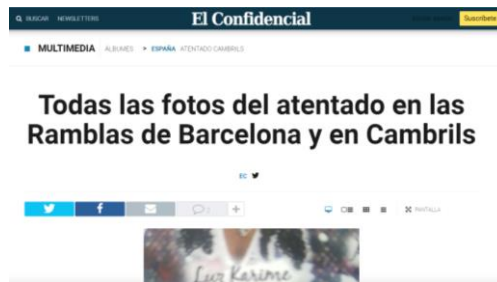 BUSCAR NEWSLETTERS El Confidencial Suscríbete
MULTIMEDIA ÁLBUMES ESPAÑA ATENTADO CAMBRILS
Todas las fotos del atentado en las
Ramblas de Barcelona y en Cambrils
EC
PANTALLA
Luz Karime